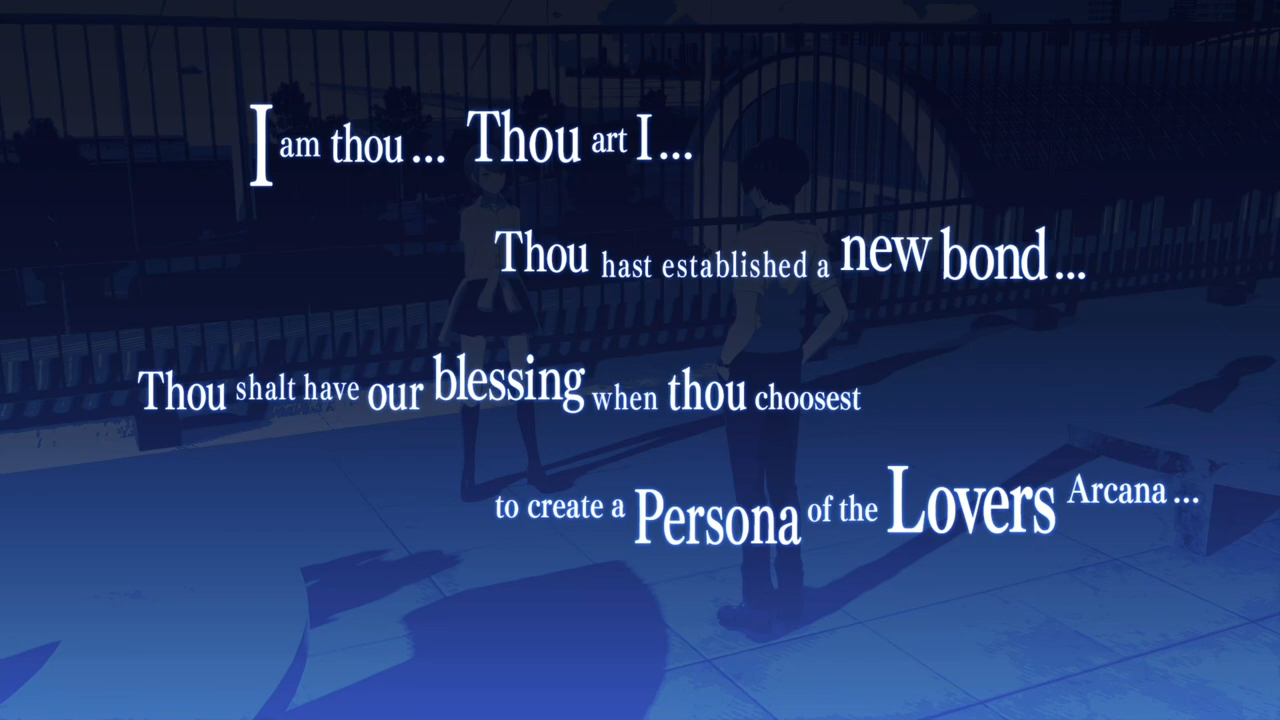 I am thou... Thou art I...
Thou hast established a new bond...
Thou shalt have our blessing when thou choosest
to create a Persona of the Lovers Arcana...